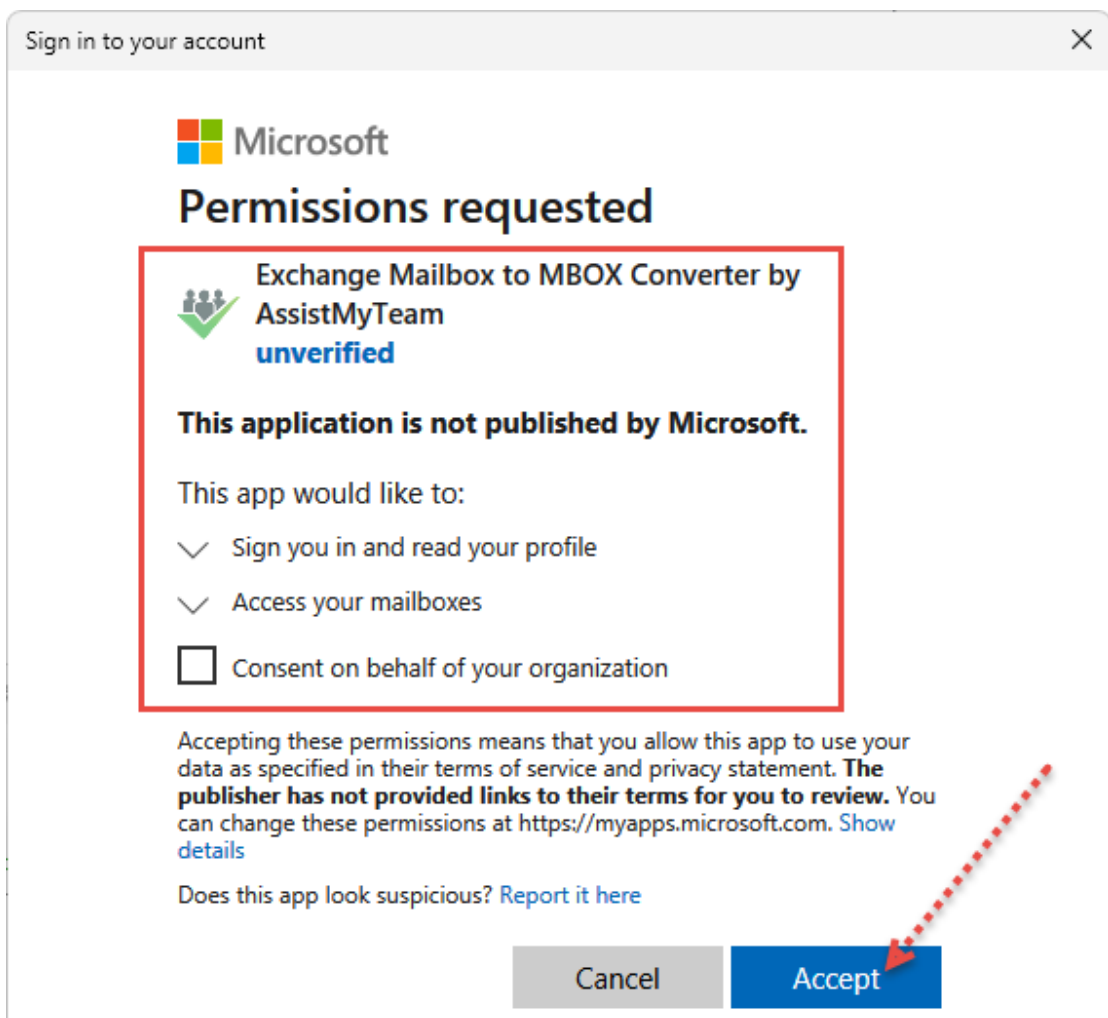 Sign in to your account
Microsoft
Permissions requested
Exchange Mailbox to MBOX Converter by
AssistMyTeam
unverified
This application is not published by Microsoft.
This app would like to:
Sign you in and read your profile
Access your mailboxes
Consent on behalf of your organization
Accepting these permissions means that you allow this app to use your
data as specified in their terms of service and privacy statement. The
publisher has not provided links to their terms for you to review. You
can change these permissions at https://myapps.microsoft.com. Show
details
Does this app look suspicious? Report it here
Cancel
Accept